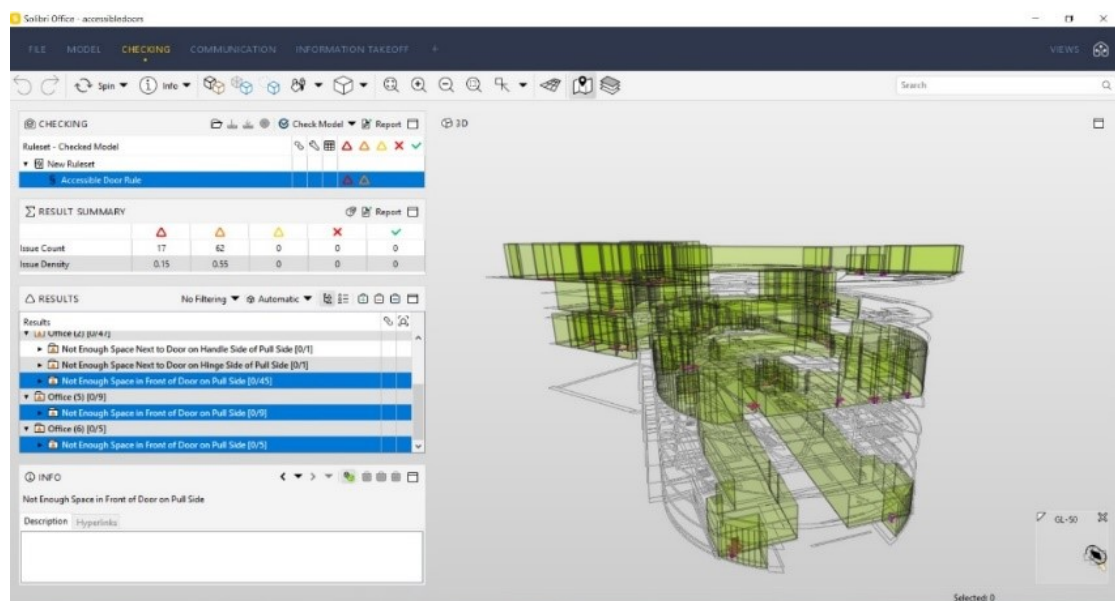 Solibri Office - accessibledoors
FILE MODEL CHECKING COMMUNICATION INFORMATION TAKEOFF +
VIEWS
Spin Info
Search
CHECKING Check Model Report
3D
Ruleset - Checked Model
New Ruleset
§ Accessible Door Rule
RESULT SUMMARY Report
Issue Count 17 62 0 0 0
Issue Density 0.15 0.55 0 0 0
RESULTS No Filtering Automatic
Results
Office (2) [0/47]
Not Enough Space Next to Door on Handle Side of Pull Side [0/1]
Not Enough Space Next to Door on Hinge Side of Pull Side [0/1]
Not Enough Space in Front of Door on Pull Side [0/45]
Office (5) [0/9]
Not Enough Space in Front of Door on Pull Side [0/9]
Office (6) [0/5]
Not Enough Space in Front of Door on Pull Side [0/5]
INFO
Not Enough Space in Front of Door on Pull Side
Description Hyperlinks
GL-50
Selected: 0